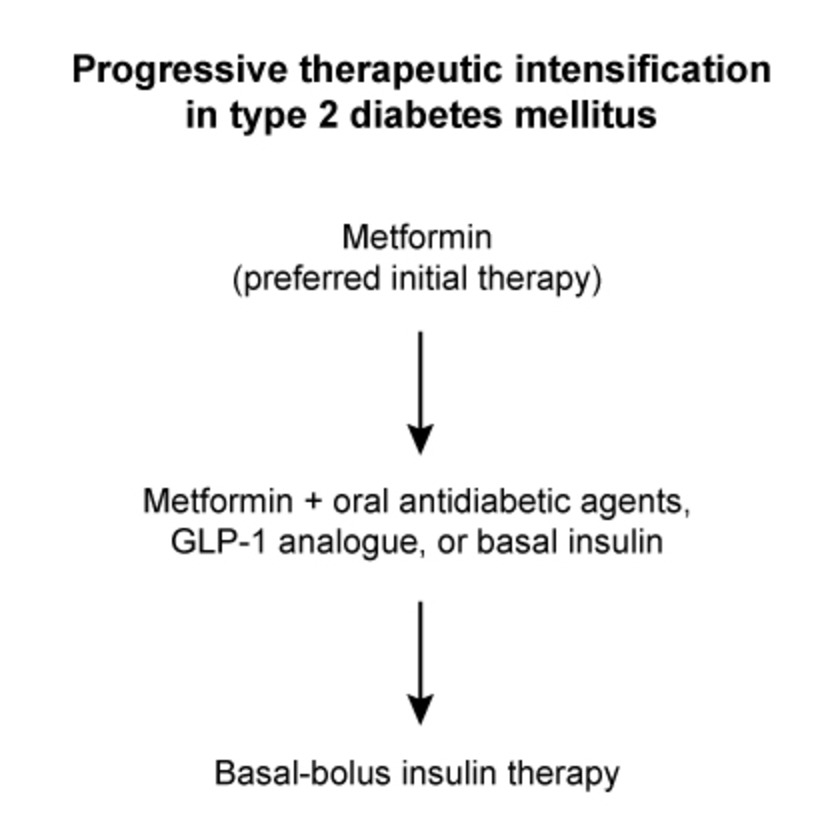 Progressive therapeutic intensification
in type 2 diabetes mellitus
Metformin
(preferred initial therapy)
Metformin + oral antidiabetic agents,
GLP-1 analogue, or basal insulin
Basal-bolus insulin therapy